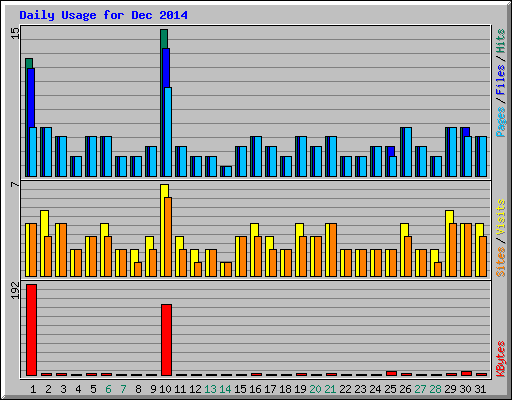 Daily Usage for Dec 2014
15
Pages / Files / Hits
7
Sites / Visits
192
KBytes
1 2 3 4 5 6 7 8 9 10 11 12 13 14 15 16 17 18 19 20 21 22 23 24 25 26 27 28 29 30 31